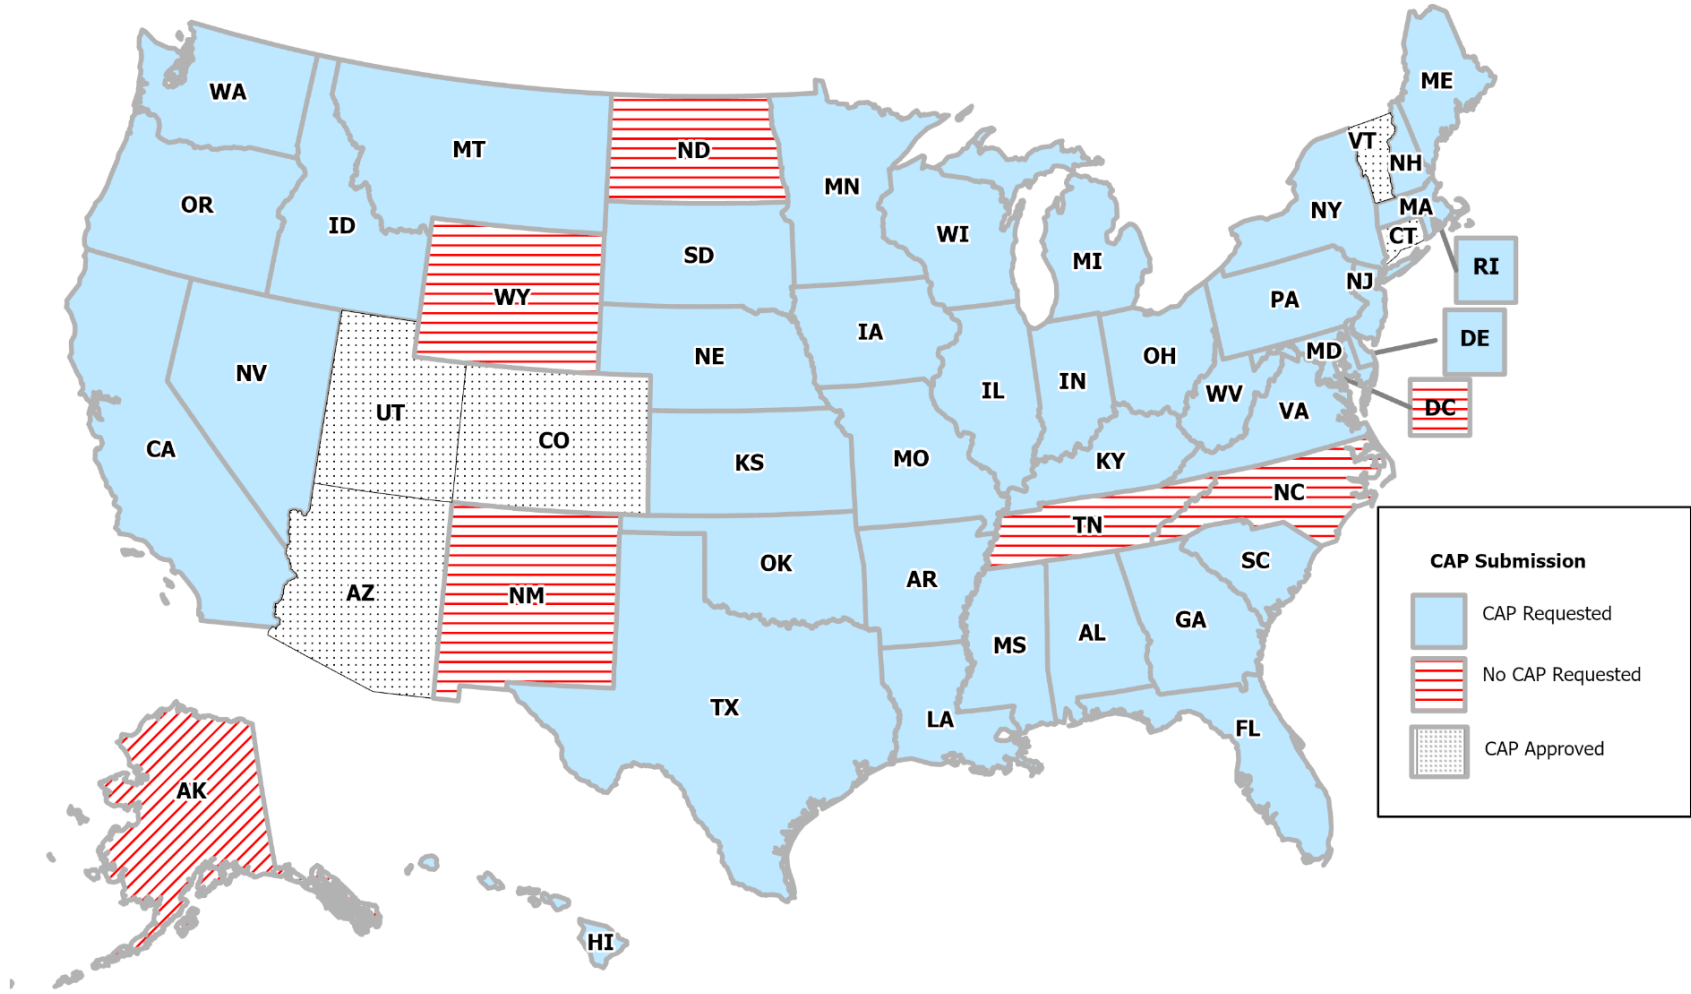 WA
MT
ND
MN
ME
VT
NH
OR
ID
SD
WI
MI
NY
MA
CT
RI
WY
NJ
PA
NV
NE
IA
OH
MD
DE
UT
CO
IL
IN
WV
VA
DC
CA
KS
MO
KY
NC
TN
AZ
NM
OK
AR
SC
MS
AL
GA
TX
LA
FL
AK
HI
CAP Submission
CAP Requested
No CAP Requested
CAP Approved